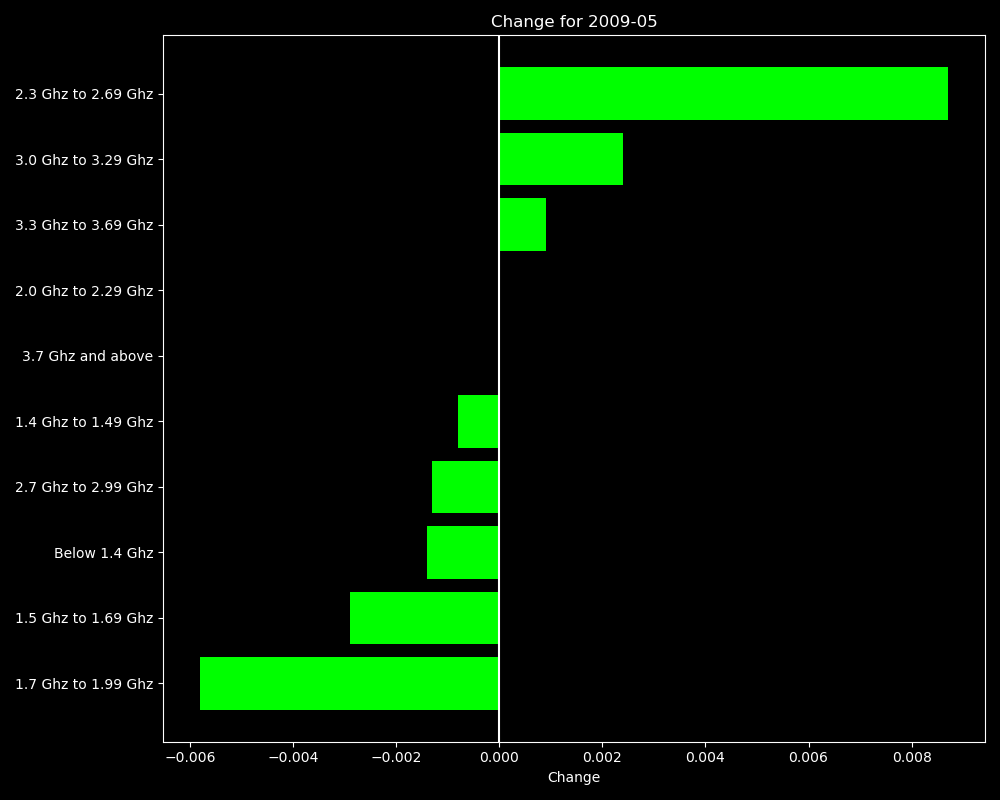 Change for 2009-05
2.3 Ghz to 2.69 Ghz
3.0 Ghz to 3.29 Ghz
3.3 Ghz to 3.69 Ghz
2.0 Ghz to 2.29 Ghz
3.7 Ghz and above
1.4 Ghz to 1.49 Ghz
2.7 Ghz to 2.99 Ghz
Below 1.4 Ghz
1.5 Ghz to 1.69 Ghz
1.7 Ghz to 1.99 Ghz
−0.006 −0.004 −0.002 0.000 0.002 0.004 0.006 0.008
Change